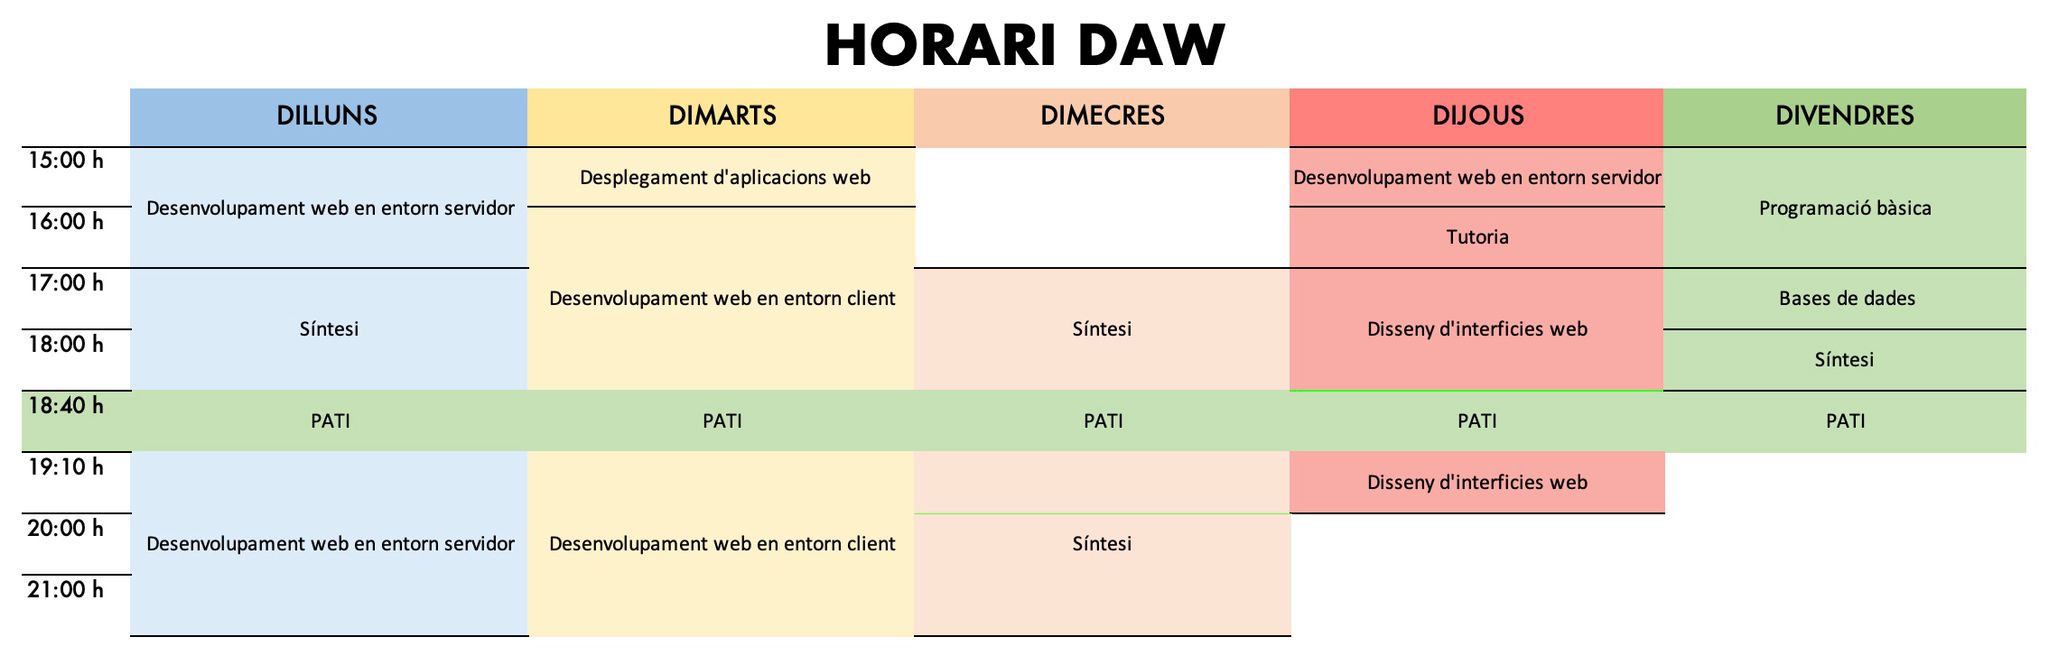 HORARI DAW
DILLUNS DIMARTS DIMECRES DIJOUS DIVENDRES
15:00 h
Desplegament d'aplicacions web
Desenvolupament web en entorn servidor
Desenvolupament web en entorn servidor
Programació bàsica
16:00 h
Tutoria
17:00 h
Desenvolupament web en entorn client
Bases de dades
Síntesi
Síntesi
Disseny d'interficies web
18:00 h
Síntesi
18:40 h
PATI PATI PATI PATI PATI
19:10 h
Disseny d'interficies web
20:00 h
Desenvolupament web en entorn servidor
Desenvolupament web en entorn client
Síntesi
21:00 h